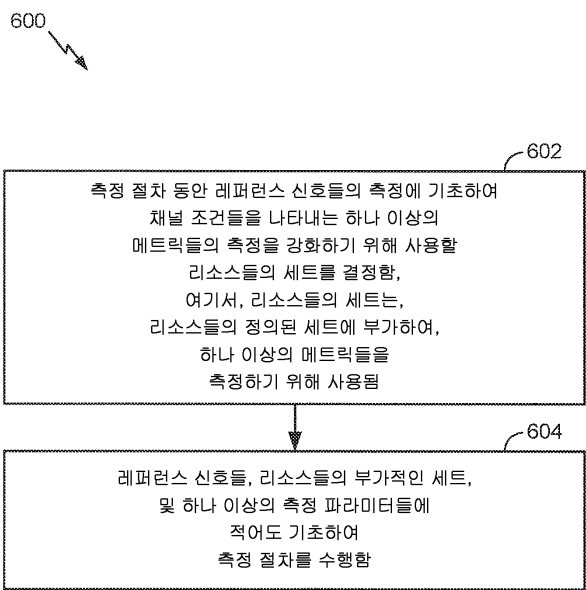 600
602
측정 절차 동안 레퍼런스 신호들의 측정에 기초하여
채널 조건들을 나타내는 하나 이상의
메트릭들의 측정을 강화하기 위해 사용할
리소스들의 세트를 결정함,
여기서, 리소스들의 세트는,
리소스들의 정의된 세트에 부가하여,
하나 이상의 메트릭들을
측정하기 위해 사용됨
604
레퍼런스 신호들, 리소스들의 부가적인 세트,
및 하나 이상의 측정 파라미터들에
적어도 기초하여
측정 절차를 수행함